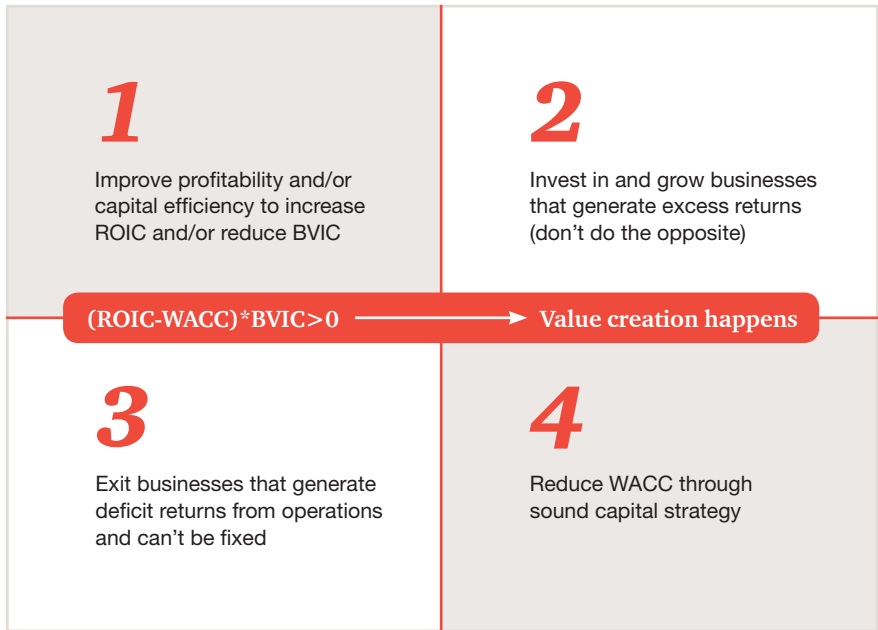 1
Improve profitability and/or
capital efficiency to increase
ROIC and/or reduce BVIC
2
Invest in and grow businesses
that generate excess returns
(don't do the opposite)
(ROIC-WACC)*BVIC>0 Value creation happens
3
Exit businesses that generate
deficit returns from operations
and can't be fixed
4
Reduce WACC through
sound capital strategy